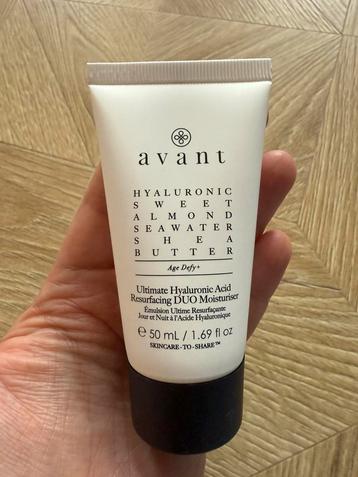 avant
HYALURONIC
SWEET
ALMOND
SEAWATER
SHEA
BUTTER
Age Defy+
Ultimate Hyaluronic Acid
Resurfacing DUO Moisturiser
Émulsion Ultime Resurfaçante
Jour et Nuit à l'Acide Hyaluronique
℮ 50 mL / 1.69 fl oz
SKINCARE-TO-SHARE™